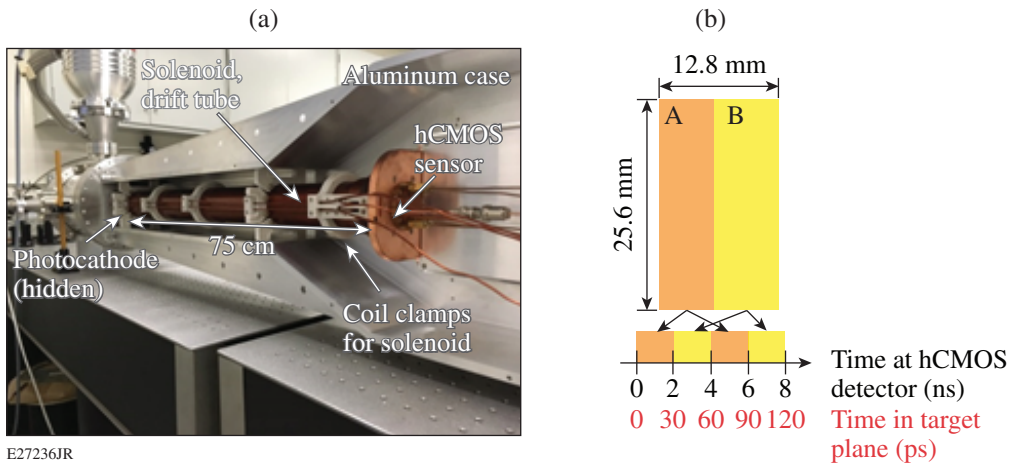 (a)
Solenoid,
drift tube
Aluminum case
hCMOS
sensor
75 cm
Photocathode
(hidden)
Coil clamps
for solenoid
E27236JR
(b)
12.8 mm
A B
25.6 mm
0 2 4 6 8
Time at hCMOS
detector (ns)
0 30 60 90 120
Time in target
plane (ps)